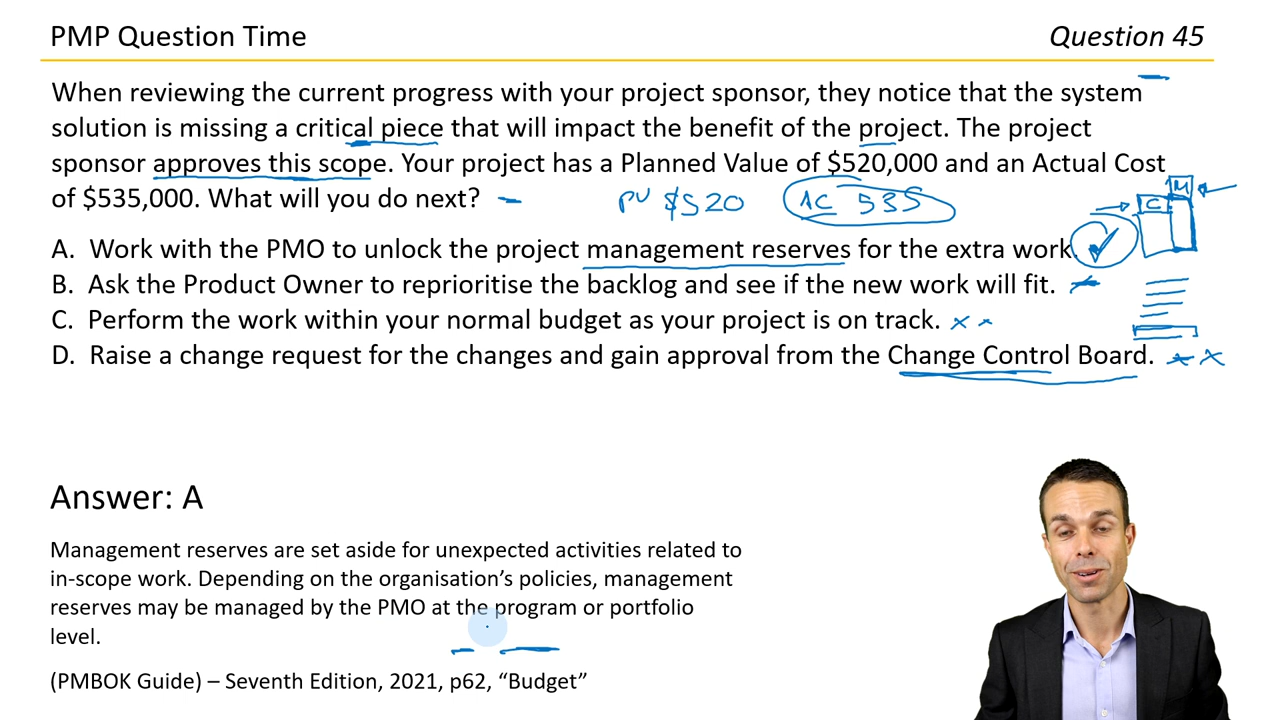 PMP Question Time
Question 45
When reviewing the current progress with your project sponsor, they notice that the system
solution is missing a critical piece that will impact the benefit of the project. The project
sponsor approves this scope. Your project has a Planned Value of $520,000 and an Actual Cost
of $535,000. What will you do next?
PV $520
AC 535
C
M
A. Work with the PMO to unlock the project management reserves for the extra work.
B. Ask the Product Owner to reprioritise the backlog and see if the new work will fit.
C. Perform the work within your normal budget as your project is on track.
D. Raise a change request for the changes and gain approval from the Change Control Board.
Answer: A
Management reserves are set aside for unexpected activities related to
in-scope work. Depending on the organisation’s policies, management
reserves may be managed by the PMO at the program or portfolio
level.
(PMBOK Guide) – Seventh Edition, 2021, p62, “Budget”